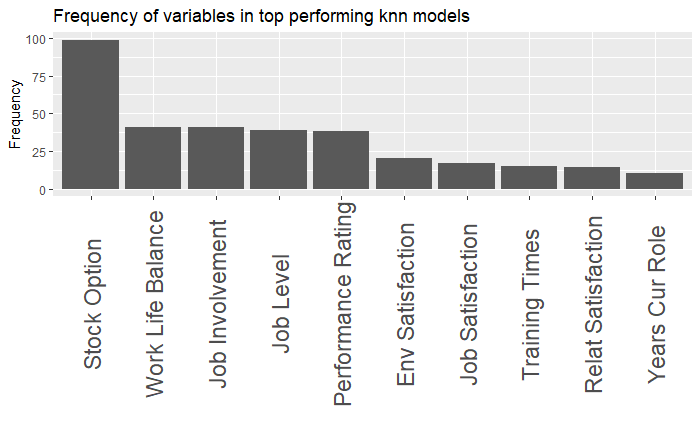 Frequency of variables in top performing knn models
Frequency
100
75
50
25
0
Stock Option
Work Life Balance
Job Involvement
Job Level
Performance Rating
Env Satisfaction
Job Satisfaction
Training Times
Relat Satisfaction
Years Cur Role